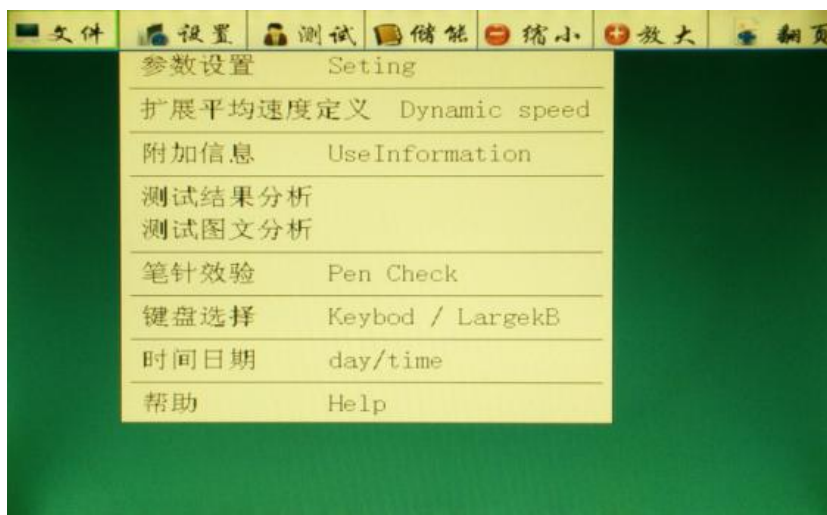 文件 设置 测试 储能 缩小 放大 翻页
参数设置 Seting
扩展平均速度定义 Dynamic speed
附加信息 UseInformation
测试结果分析
测试图文分析
笔针效验 Pen Check
键盘选择 Keybod / LargekB
时间日期 day/time
帮助 Help